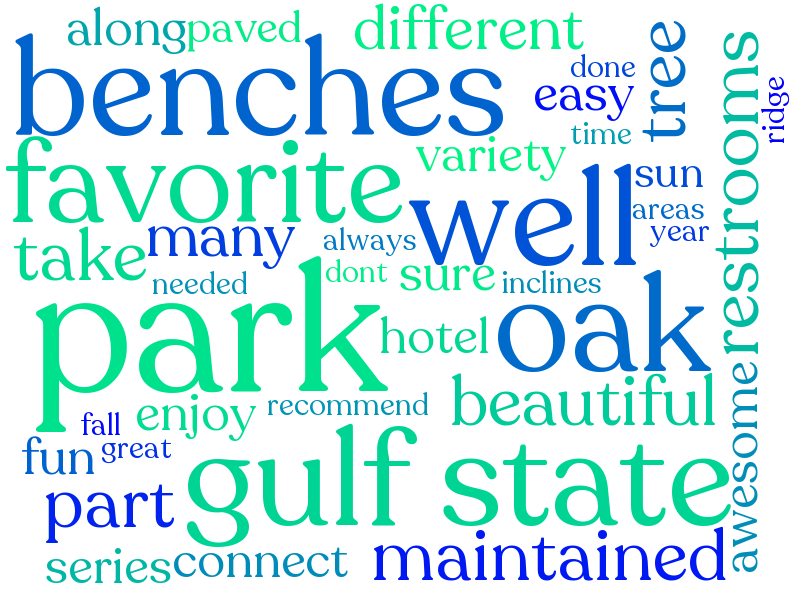 along paved different
benches
done
easy
tree
restrooms
ridge
time
favorite
variety
well
sun
areas
year
take
many
always
needed
dont
sure
inclines
park
hotel
oak
beautiful
enjoy
recommend
fall
great
fun
gulf state
awesome
part
series
connect
maintained